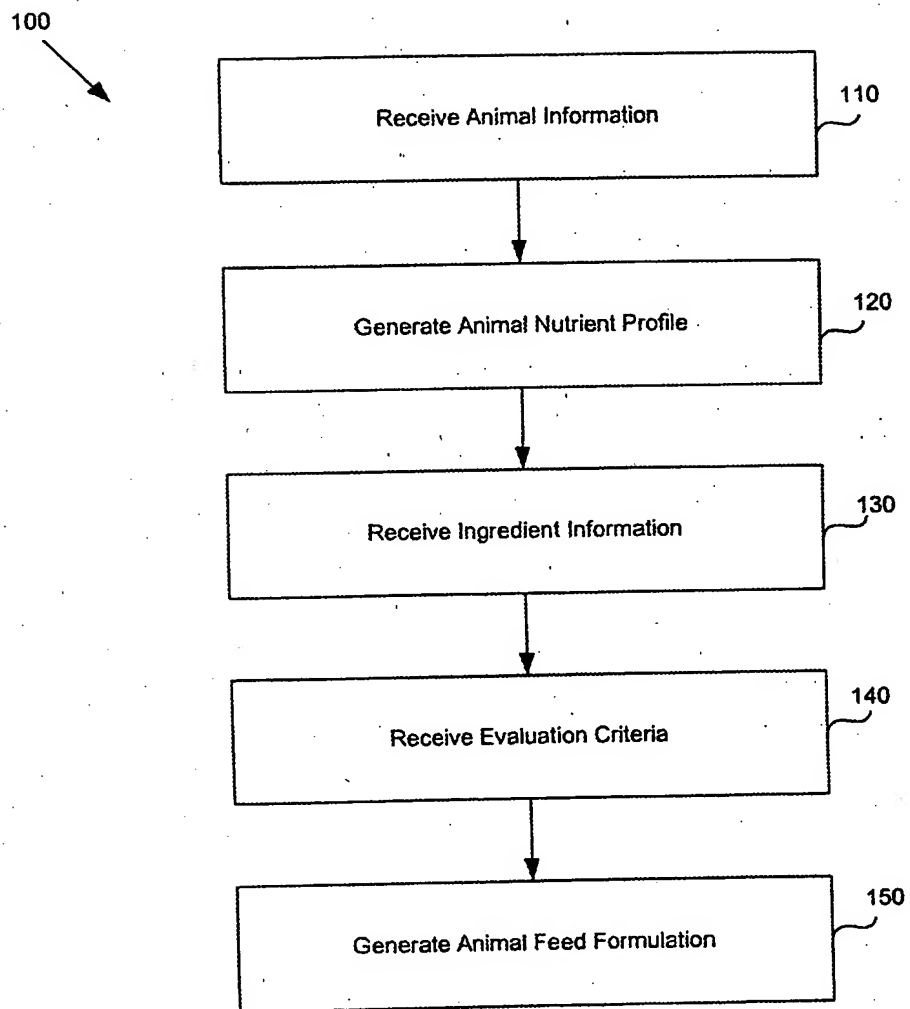 100
Receive Animal Information
110
Generate Animal Nutrient Profile
120
Receive Ingredient Information
130
Receive Evaluation Criteria
140
Generate Animal Feed Formulation
150